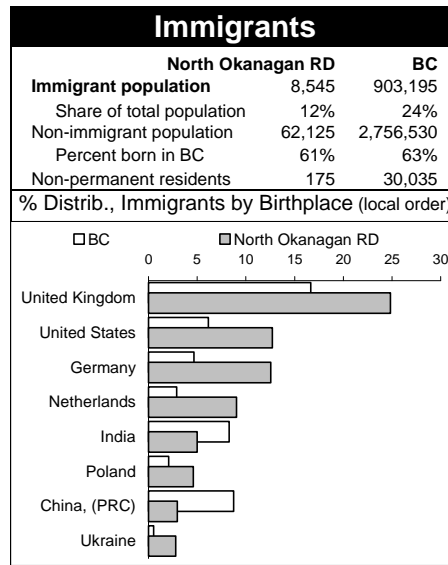 Immigrants
North Okanagan RD BC
Immigrant population 8,545 903,195
Share of total population 12% 24%
Non-immigrant population 62,125 2,756,530
Percent born in BC 61% 63%
Non-permanent residents 175 30,035
% Distrib., Immigrants by Birthplace (local order)
BC North Okanagan RD
0 5 10 15 20 25 30
United Kingdom
United States
Germany
Netherlands
India
Poland
China, (PRC)
Ukraine